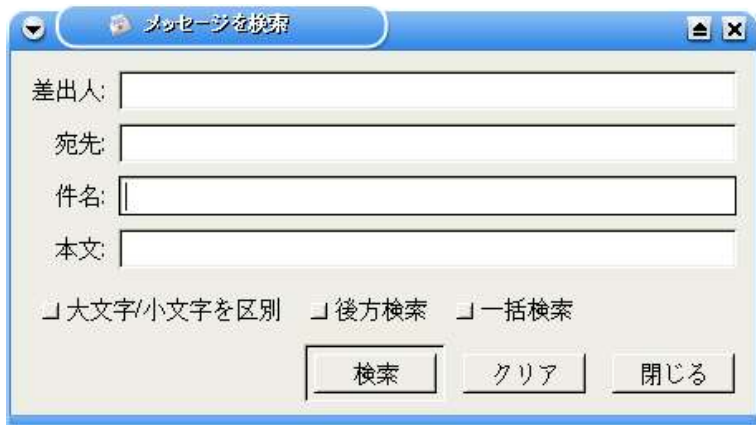 メッセージを検索
差出人:
宛先:
件名:
本文:
大文字/小文字を区別 後方検索 一括検索
検索 クリア 閉じる